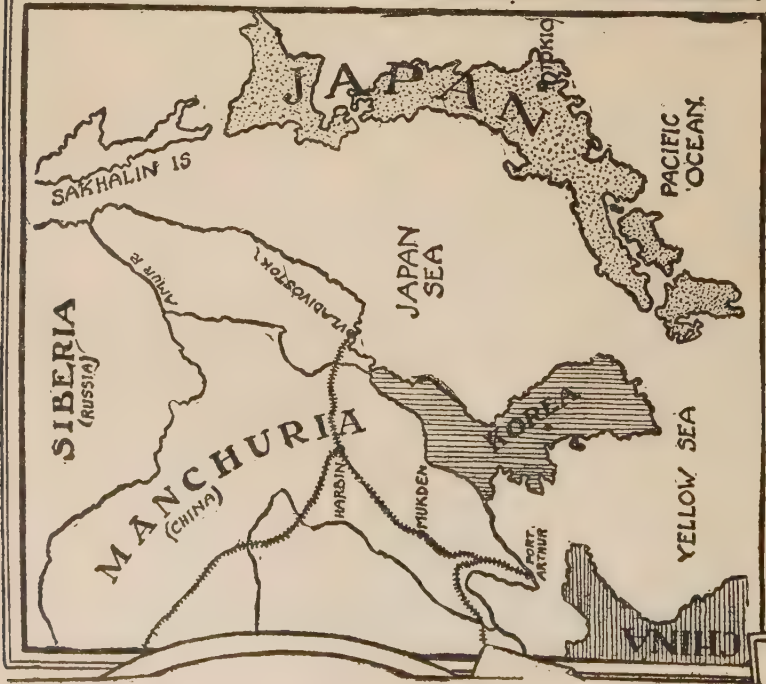 JAPAN
PACIFIC
OCEAN.
SAKHALIN IS
JAPAN
SEA
AMUR R.
VLADIVOSTOK
SIBERIA
(RUSSIA)
MANCHURIA
(CHINA)
HARBIN
MUKDEN
KOREA
PORT
ARTHUR
YELLOW SEA
CHINA